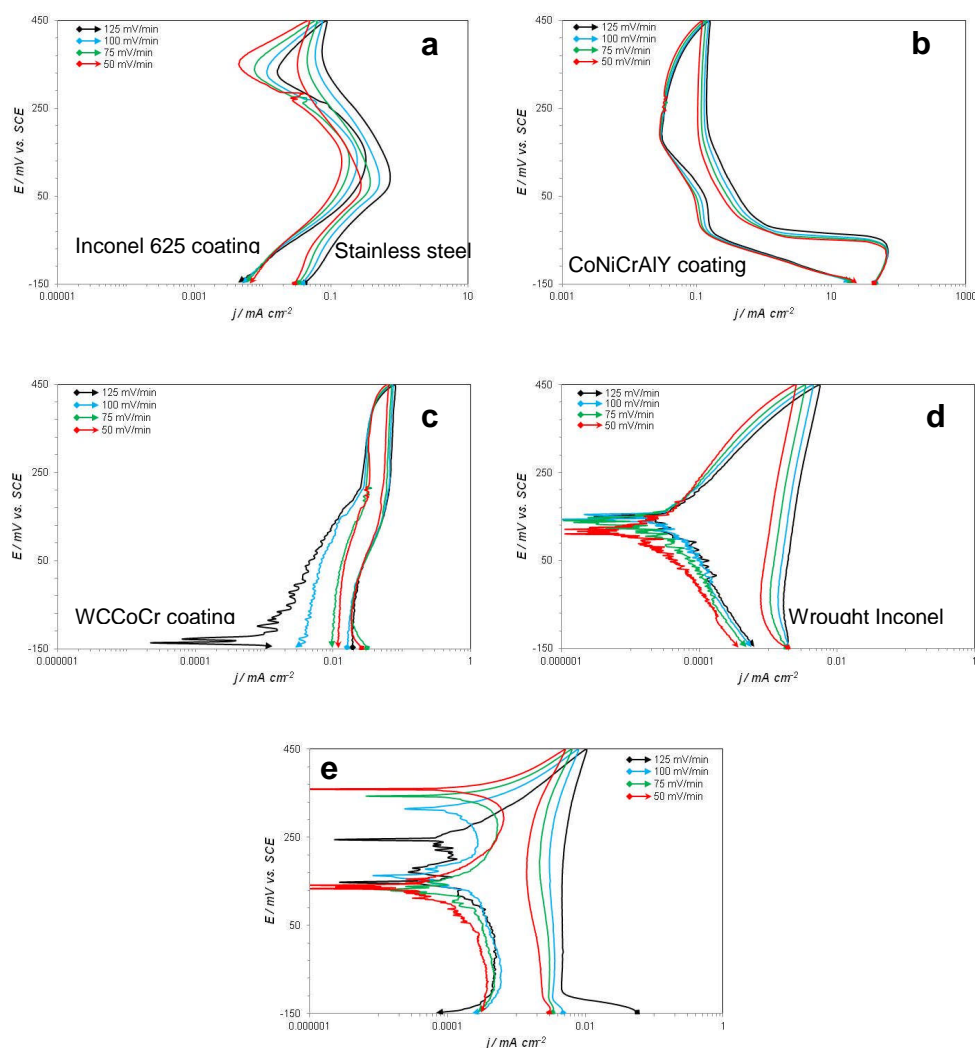 450
125 mV/min
100 mV/min
75 mV/min
50 mV/min
a
250
E / mV vs. SCE
50
Inconel 625 coating
Stainless steel
-150
0.00001 0.001 0.1 10
j / mA cm-2
450
125 mV/min
100 mV/min
75 mV/min
50 mV/min
b
250
E / mV vs. SCE
50
CoNiCrAlY coating
-150
0.001 0.1 10 1000
j / mA cm-2
450
125 mV/min
100 mV/min
75 mV/min
50 mV/min
c
250
E / mV vs. SCE
50
WCCoCr coating
-150
0.000001 0.0001 0.01 1
j / mA cm-2
450
125 mV/min
100 mV/min
75 mV/min
50 mV/min
d
250
E / mV vs. SCE
50
Wrought Inconel
-150
0.000001 0.0001 0.01 1
j / mA cm-2
450
e
125 mV/min
100 mV/min
75 mV/min
50 mV/min
250
E / mV vs. SCE
50
-150
0.000001 0.0001 0.01 1
j / mA cm-2